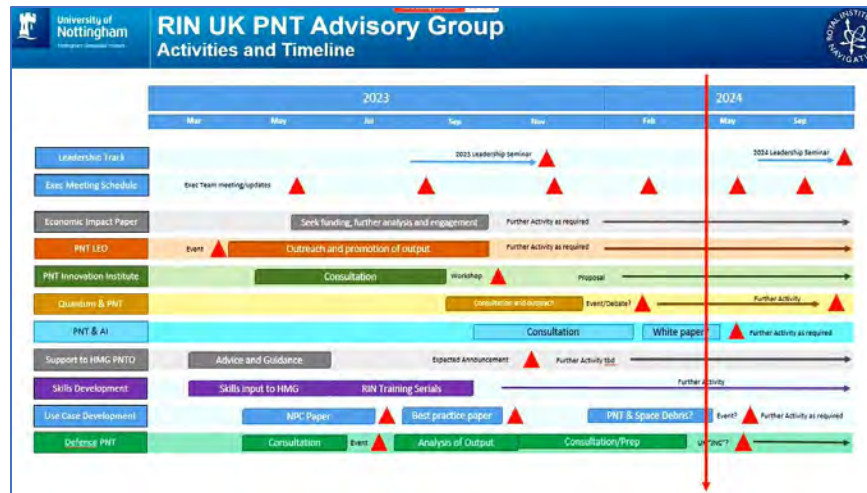 University of
Nottingham
RIN UK PNT Advisory Group
Activities and Timeline
2023
2024
Mar
May
Jul
Sep
Nov
Feb
May
Sep
Leadership Track
2023 Leadership Seminar
2024 Leadership Seminar
Exec Meeting Schedule
Exec Team meeting/updates
Economic Impact Paper
Seek funding, further analysis and engagement
Further Activity as required
PNT LEO
Event
Outreach and promotion of output
Further Activity as required
PNT Innovation Institute
Consultation
Workshop
Proposal
Quantum & PNT
Consultation and outreach
Event/Debate?
Further Activity
PNT & AI
Consultation
White paper?
Further Activity as required
Support to HMG PNTO
Advice and Guidance
Expected Announcement
Further Activity tbd
Skills Development
Skills input to HMG
RIN Training Serials
Further Activity
Use Case Development
NPC Paper
Best practice paper
PNT & Space Debris?
Event?
Further Activity as required
Defence PNT
Consultation
Event
Analysis of Output
Consultation/Prep